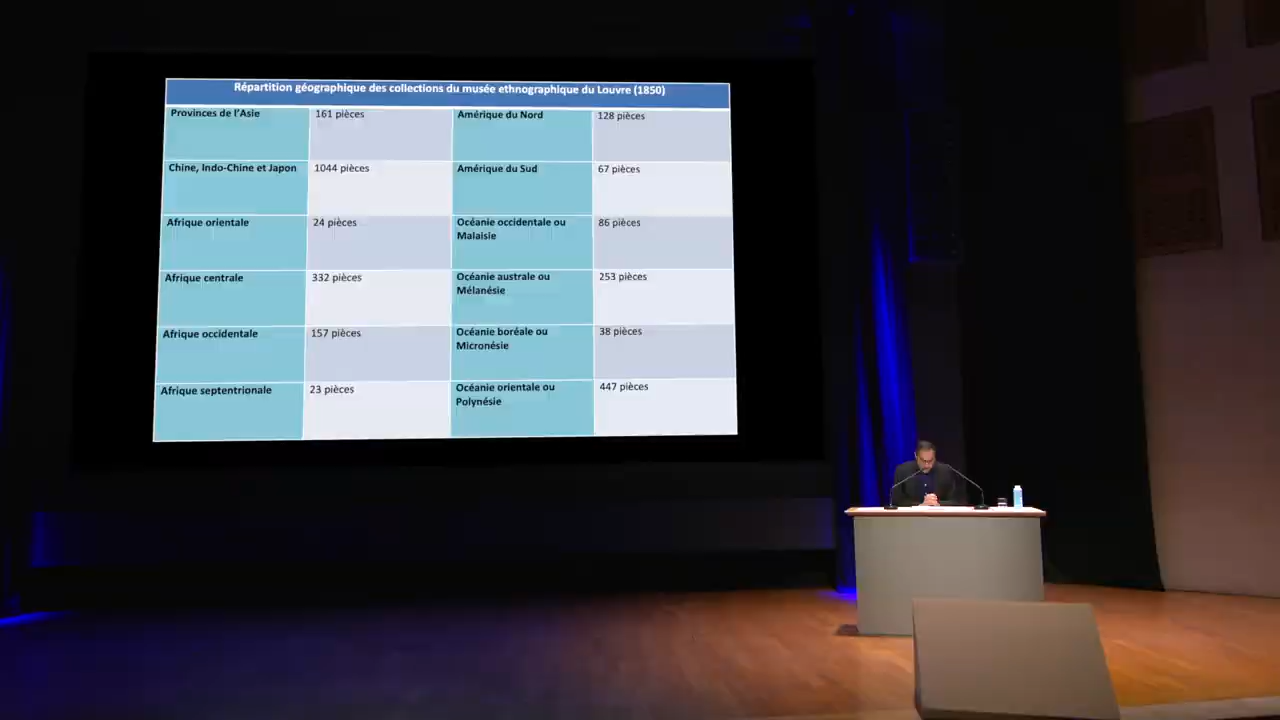 Répartition géographique des collections du musée ethnographique du Louvre (1850)
Provinces de l'Asie 161 pièces Amérique du Nord 128 pièces
Chine, Indo-Chine et Japon 1044 pièces Amérique du Sud 67 pièces
Afrique orientale 24 pièces Océanie occidentale ou
Malaisie 86 pièces
Afrique centrale 332 pièces Océanie australe ou
Mélanésie 253 pièces
Afrique occidentale 157 pièces Océanie boréale ou
Micronésie 38 pièces
Afrique septentrionale 23 pièces Océanie orientale ou
Polynésie 447 pièces